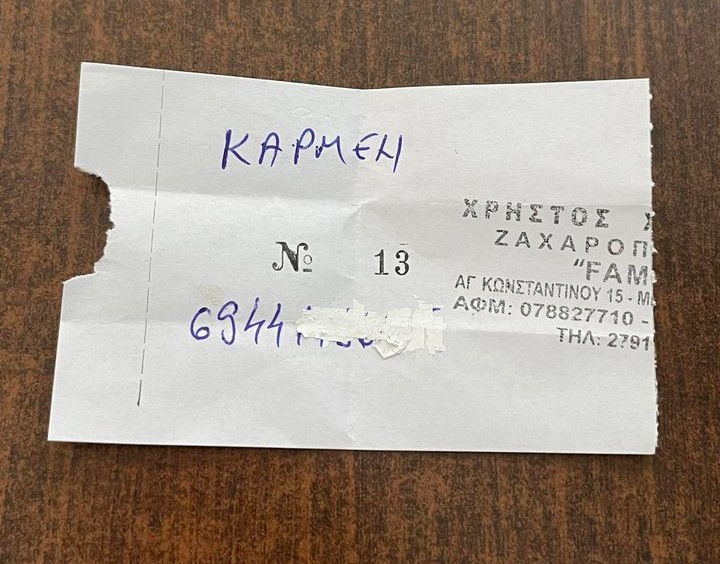 ΚΑΡΜΕΝ
ΧΡΗΣΤΟΣ
ΖΑΧΑΡΟΠ
"FAM
ΑΓ ΚΩΝΣΤΑΝΤΙΝΟΥ 15 - Μ
ΑΦΜ: 078827710 -
ΤΗΛ: 2791
№ 13
6944